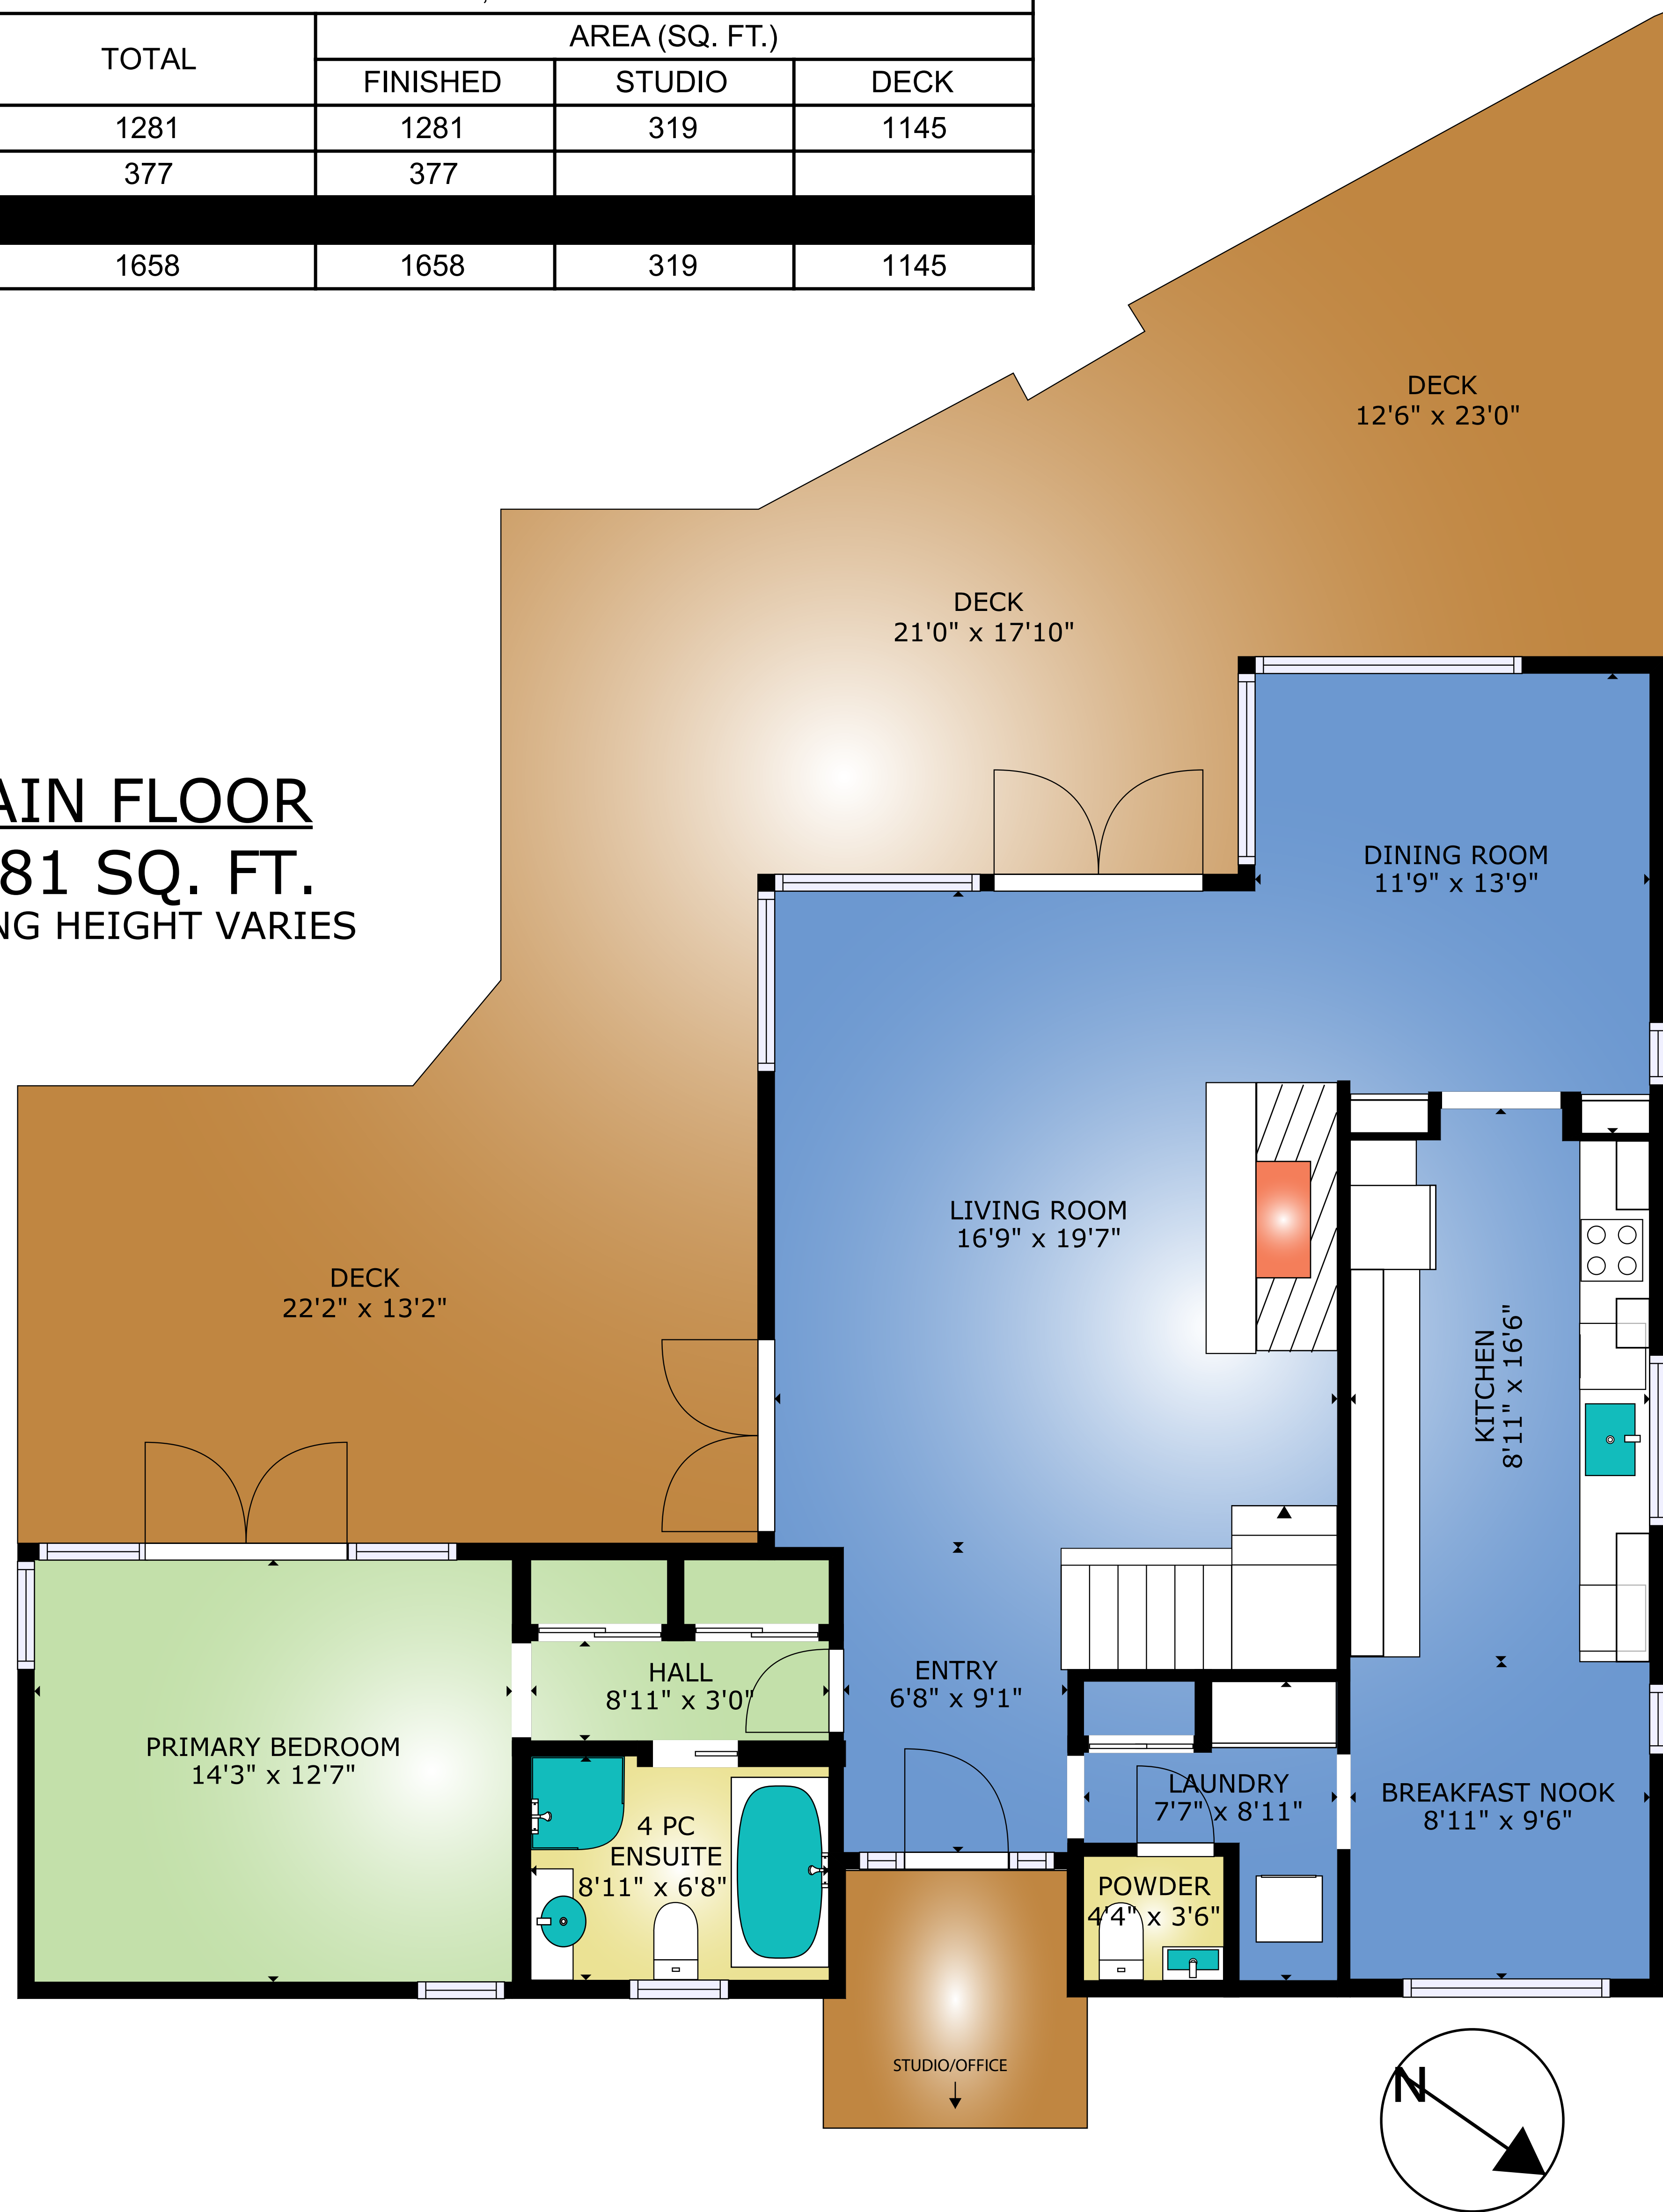 TOTAL
AREA (SQ. FT.)
FINISHED STUDIO DECK
1281 1281 319 1145
377 377
1658 1658 319 1145
DECK
12'6" x 23'0"
DECK
21'0" x 17'10"
AIN FLOOR
81 SQ. FT.
NG HEIGHT VARIES
DINING ROOM
11'9" x 13'9"
LIVING ROOM
16'9" x 19'7"
DECK
22'2" x 13'2"
KITCHEN
8'11" x 16'6"
HALL
8'11" x 3'0"
ENTRY
6'8" x 9'1"
PRIMARY BEDROOM
14'3" x 12'7"
LAUNDRY
7'7" x 8'11"
BREAKFAST NOOK
8'11" x 9'6"
4 PC
ENSUITE
8'11" x 6'8"
POWDER
4'4" x 3'6"
STUDIO/OFFICE
N